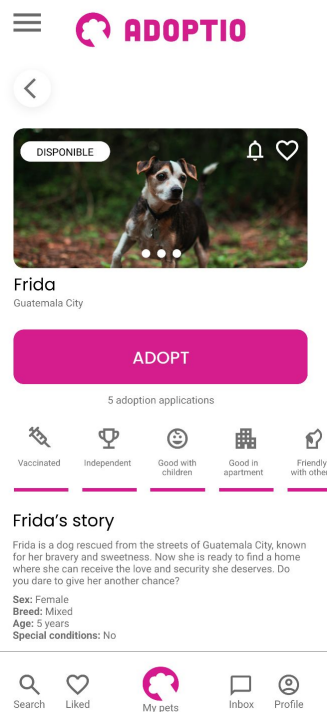 ADOPTIO
DISPONIBLE
Frida
Guatemala City
ADOPT
5 adoption applications
Vaccinated
Independent
Good with
children
Good in
apartment
Friendly
with other
Frida's story
Frida is a dog rescued from the streets of Guatemala City, known
for her bravery and sweetness. Now she is ready to find a home
where she can receive the love and security she deserves. Do
you dare to give her another chance?
Sex: Female
Breed: Mixed
Age: 5 years
Special conditions: No
Search
Liked
My pets
Inbox
Profile